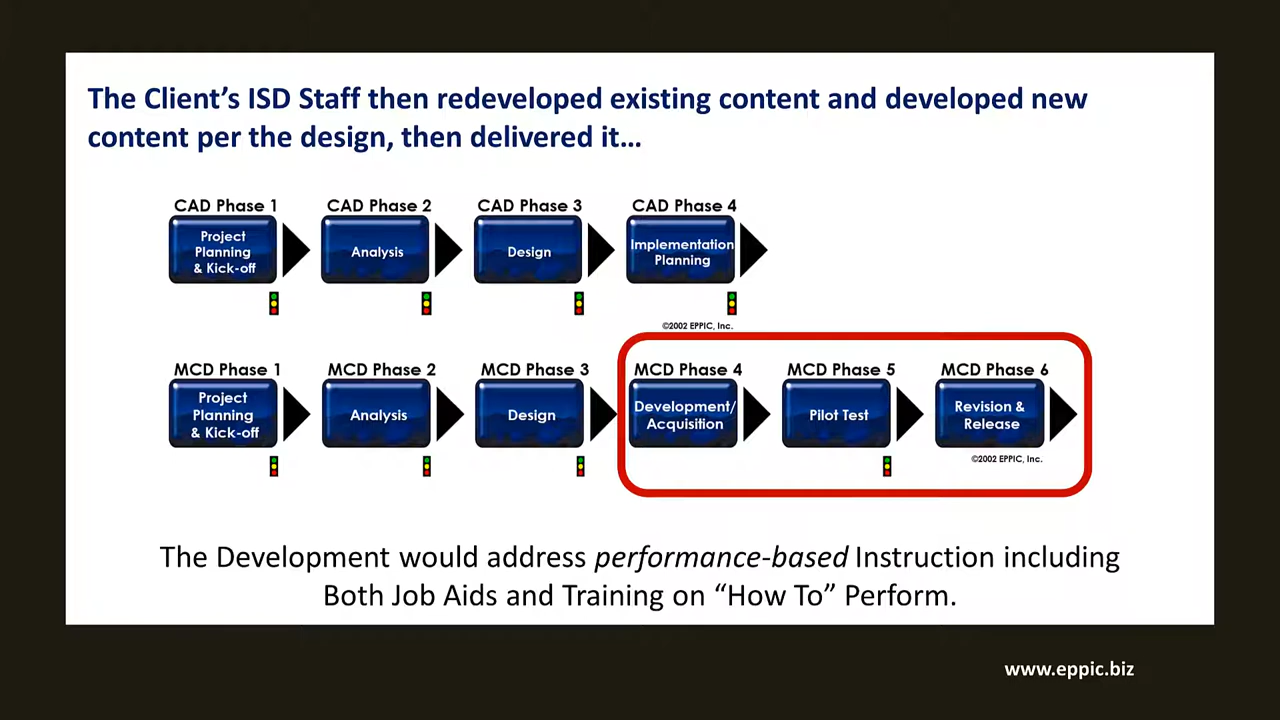 The Client’s ISD Staff then redeveloped existing content and developed new
content per the design, then delivered it…
CAD Phase 1
Project
Planning
& Kick-off
CAD Phase 2
Analysis
CAD Phase 3
Design
CAD Phase 4
Implementation
Planning
©2002 EPPIC, Inc.
MCD Phase 1
Project
Planning
& Kick-off
MCD Phase 2
Analysis
MCD Phase 3
Design
MCD Phase 4
Development/
Acquisition
MCD Phase 5
Pilot Test
MCD Phase 6
Revision &
Release
©2002 EPPIC, Inc.
The Development would address performance-based Instruction including
Both Job Aids and Training on “How To” Perform.
www.eppic.biz